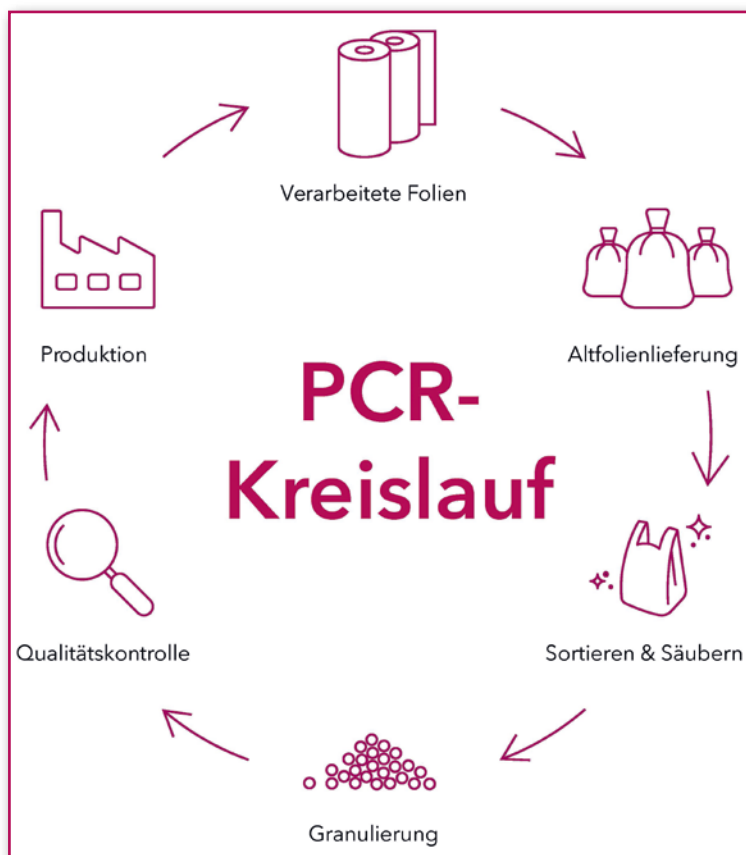 Verarbeitete Folien
Altfolienlieferung
Sortieren & Säubern
Granulierung
Qualitätskontrolle
Produktion
PCR-
Kreislauf